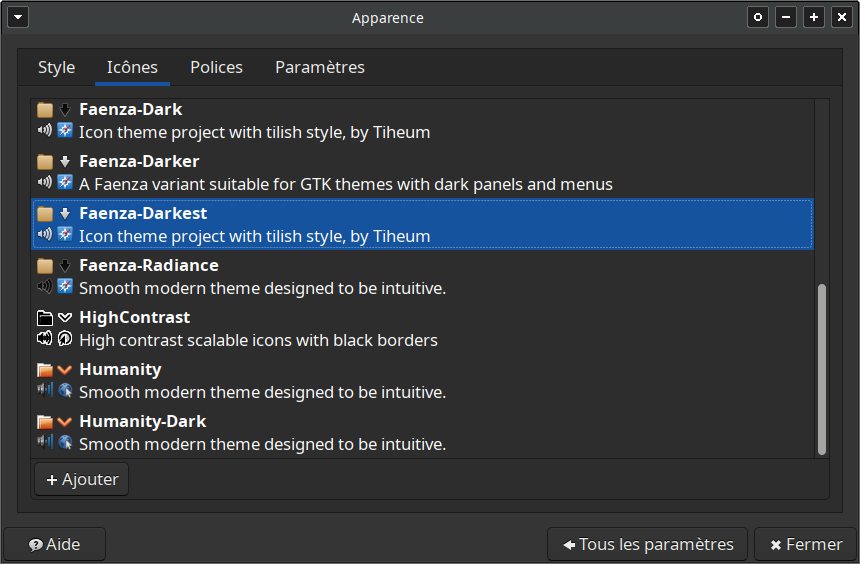 Apparence
Style Icônes Polices Paramètres
Faenza-Dark
Icon theme project with tilish style, by Tiheum
Faenza-Darker
A Faenza variant suitable for GTK themes with dark panels and menus
Faenza-Darkest
Icon theme project with tilish style, by Tiheum
Faenza-Radiance
Smooth modern theme designed to be intuitive.
HighContrast
High contrast scalable icons with black borders
Humanity
Smooth modern theme designed to be intuitive.
Humanity-Dark
Smooth modern theme designed to be intuitive.
Ajouter
Aide Tous les paramètres Fermer